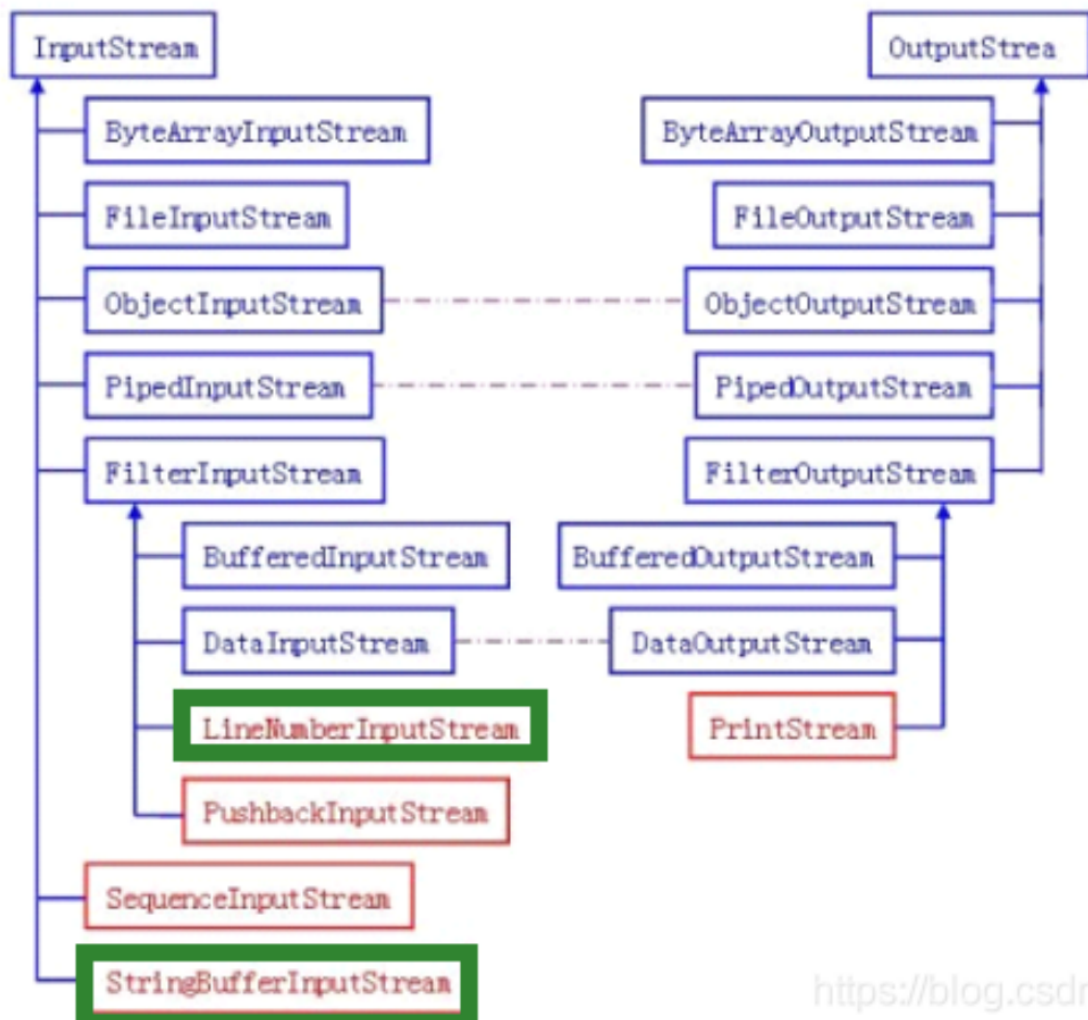 InputStream
OutputStrea
ByteArrayInputStream
ByteArrayOutputStream
FileInputStream
FileOutputStream
ObjectInputStream
ObjectOutputStream
PipedInputStream
PipedOutputStream
FilterInputStream
FilterOutputStream
BufferedInputStream
BufferedOutputStream
DataInputStream
DataOutputStream
LineNumberInputStream
PrintStream
PushbackInputStream
SequenceInputStream
StringBufferInputStream
https://blog.csdn